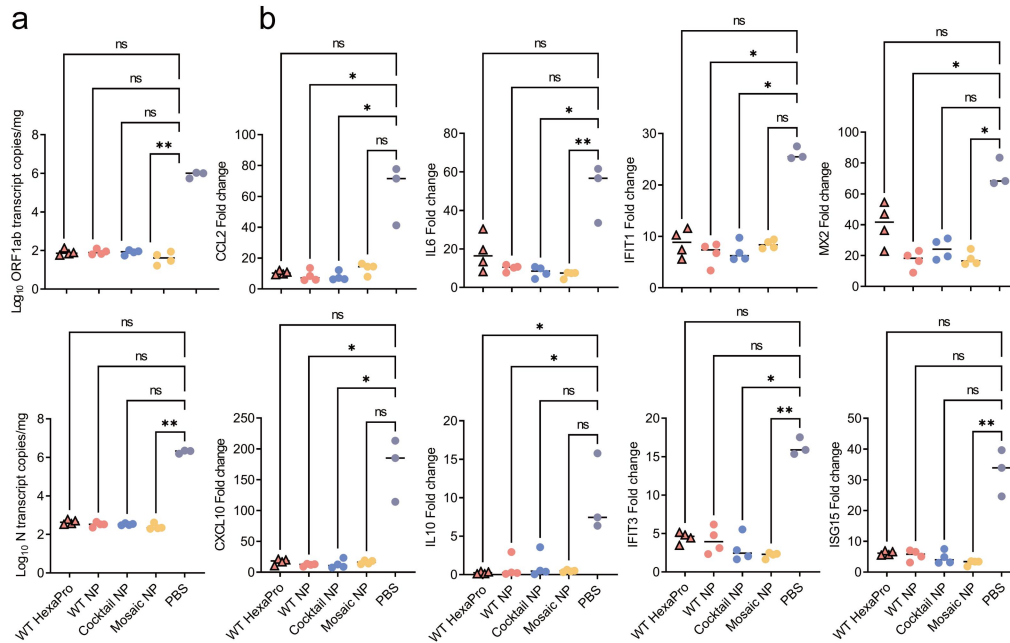 a
b
ns
ns
ns
**
Log10 ORF1ab transcript copies/mg
8
6
4
2
0
ns
*
*
ns
CCL2 Fold change
100
80
60
40
20
0
ns
ns
*
**
IL6 Fold change
80
60
40
20
0
ns
*
*
ns
IFIT1 Fold change
30
20
10
0
ns
*
ns
*
MX2 Fold change
100
80
60
40
20
0
ns
ns
ns
**
Log10 N transcript copies/mg
8
6
4
2
0
WT HexaPro
WT NP
Cocktail NP
Mosaic NP
PBS
ns
*
*
ns
CXCL10 Fold change
250
200
150
100
50
0
WT HexaPro
WT NP
Cocktail NP
Mosaic NP
PBS
*
*
ns
ns
IL10 Fold change
20
15
10
5
0
WT HexaPro
WT NP
Cocktail NP
Mosaic NP
PBS
ns
ns
*
**
IFIT3 Fold change
20
15
10
5
0
WT HexaPro
WT NP
Cocktail NP
Mosaic NP
PBS
ns
ns
ns
**
ISG15 Fold change
50
40
30
20
10
0
WT HexaPro
WT NP
Cocktail NP
Mosaic NP
PBS